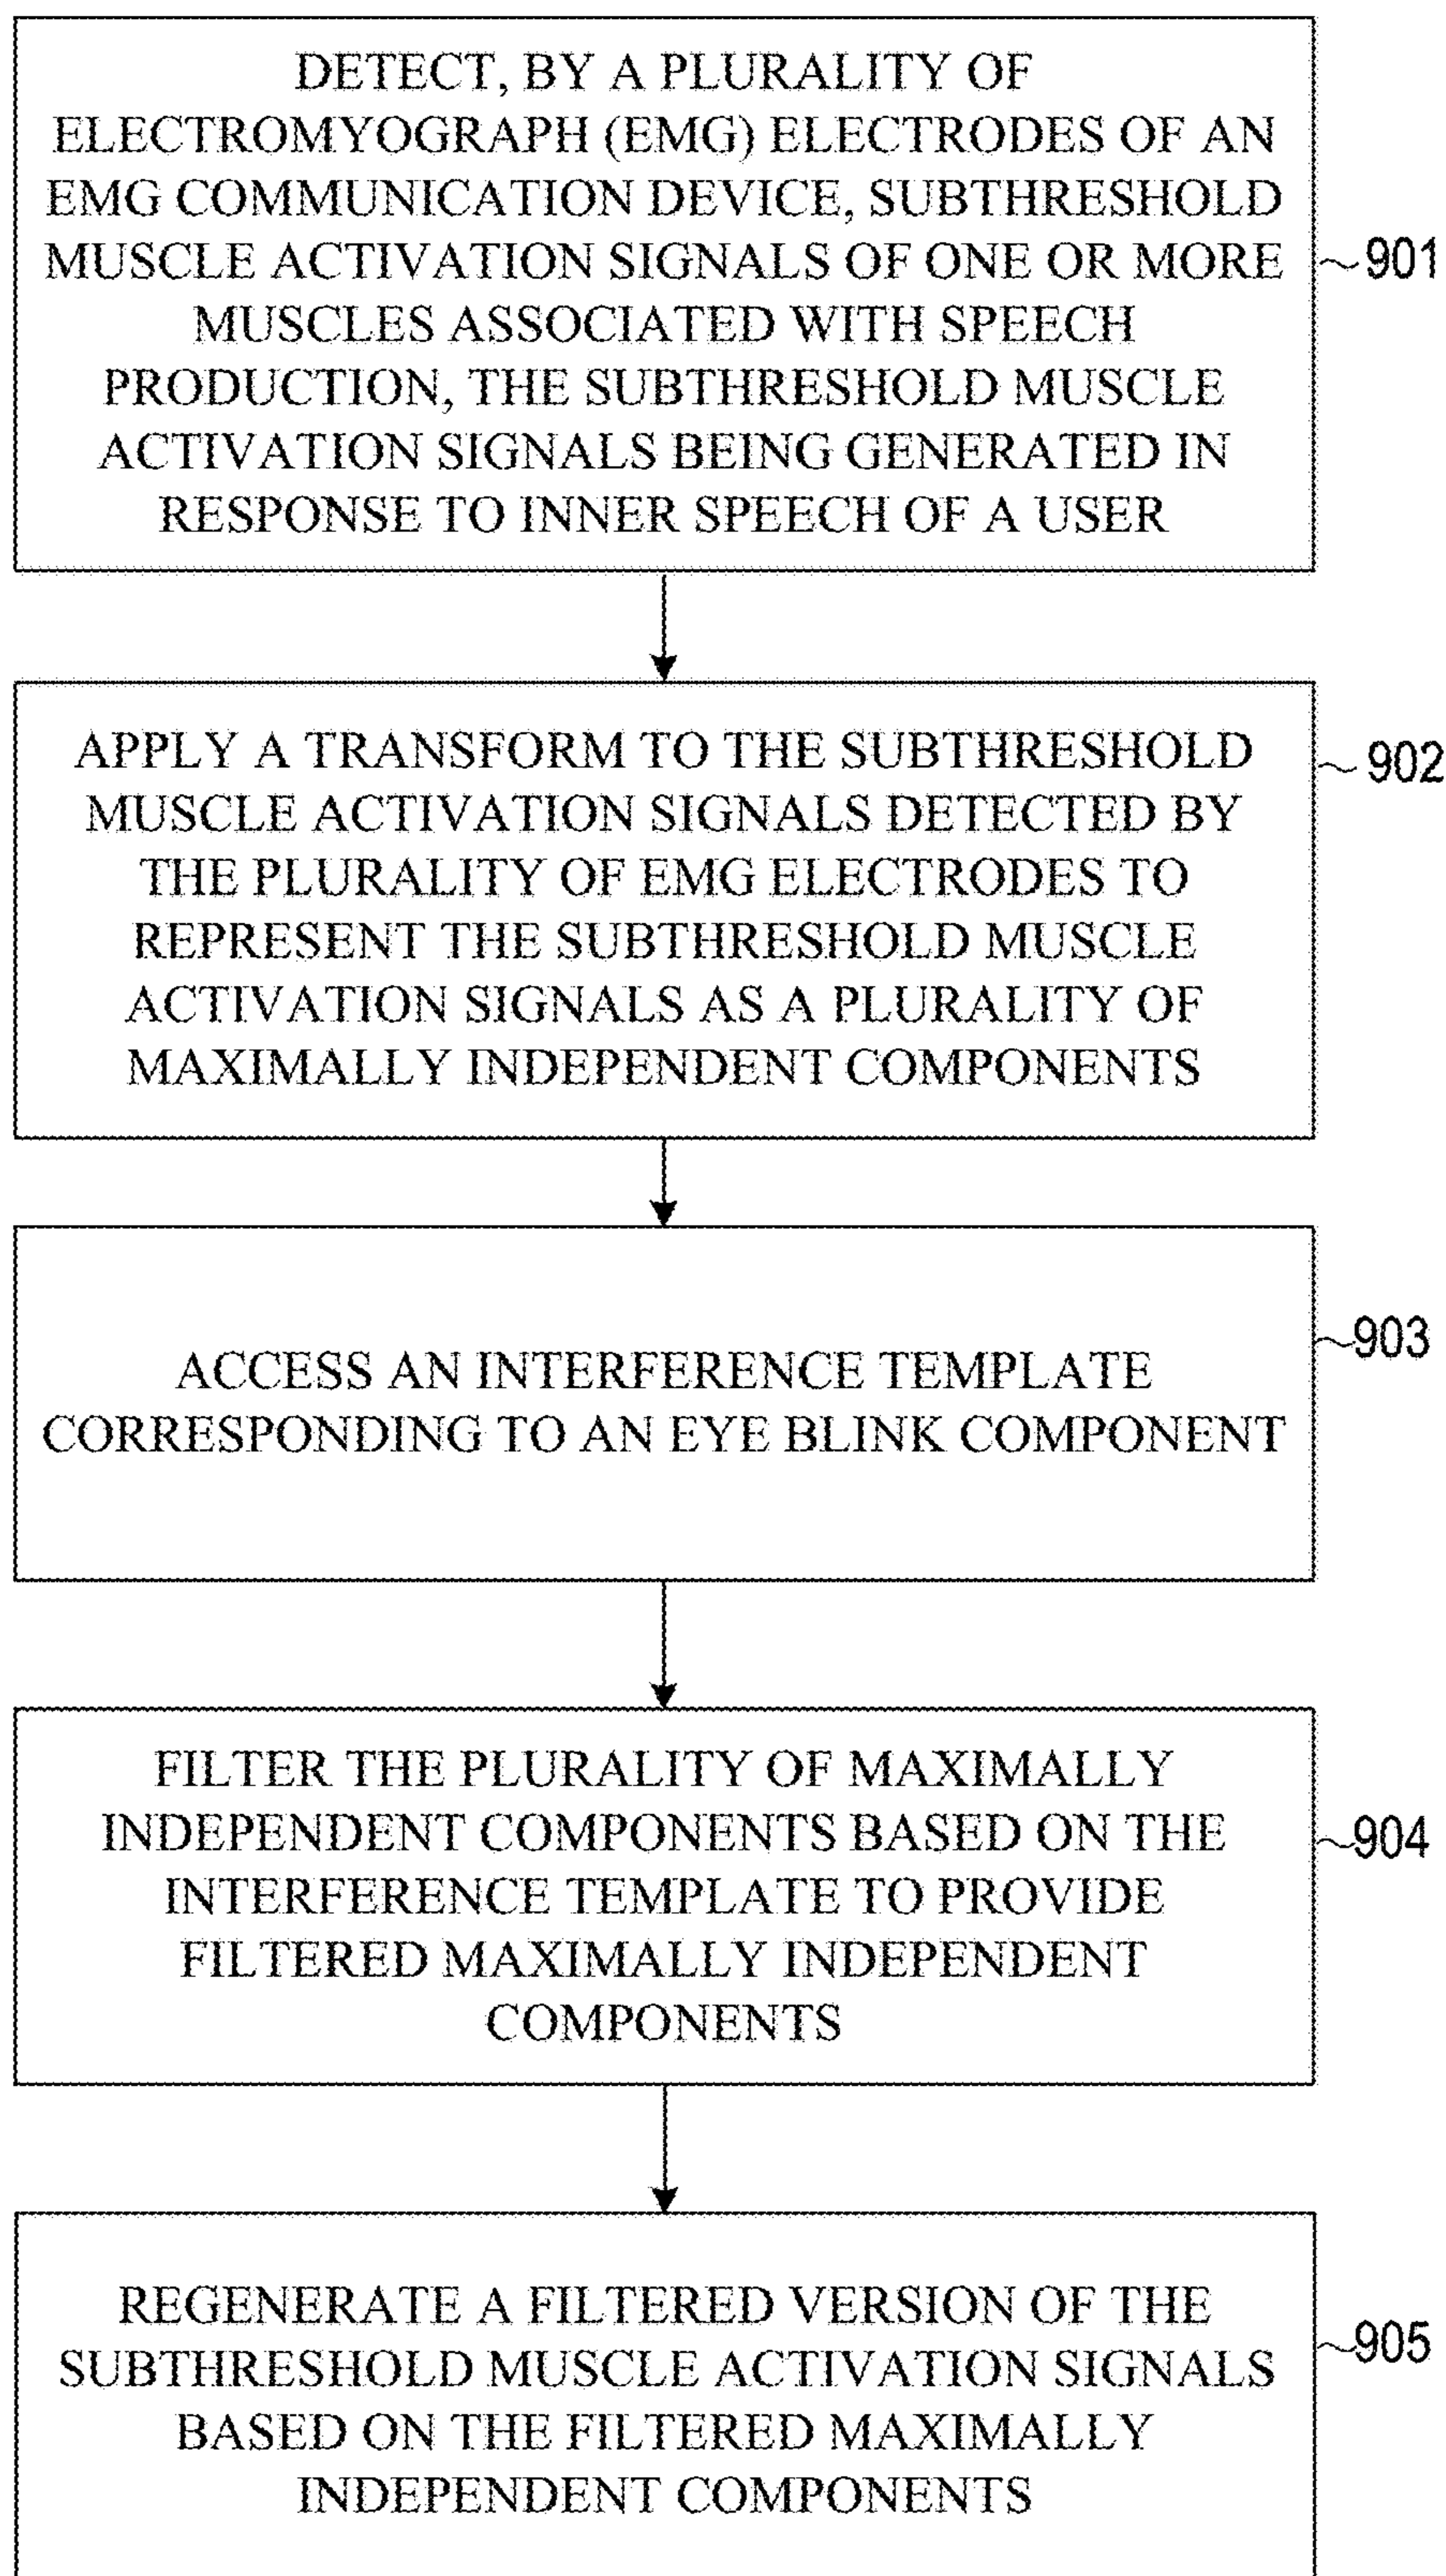 DETECT, BY A PLURALITY OF
ELECTROMYOGRAPH (EMG) ELECTRODES OF AN
EMG COMMUNICATION DEVICE, SUBTHRESHOLD
MUSCLE ACTIVATION SIGNALS OF ONE OR MORE
MUSCLES ASSOCIATED WITH SPEECH
PRODUCTION, THE SUBTHRESHOLD MUSCLE
ACTIVATION SIGNALS BEING GENERATED IN
RESPONSE TO INNER SPEECH OF A USER
901
APPLY A TRANSFORM TO THE SUBTHRESHOLD
MUSCLE ACTIVATION SIGNALS DETECTED BY
THE PLURALITY OF EMG ELECTRODES TO
REPRESENT THE SUBTHRESHOLD MUSCLE
ACTIVATION SIGNALS AS A PLURALITY OF
MAXIMALLY INDEPENDENT COMPONENTS
902
ACCESS AN INTERFERENCE TEMPLATE
CORRESPONDING TO AN EYE BLINK COMPONENT
903
FILTER THE PLURALITY OF MAXIMALLY
INDEPENDENT COMPONENTS BASED ON THE
INTERFERENCE TEMPLATE TO PROVIDE
FILTERED MAXIMALLY INDEPENDENT
COMPONENTS
904
REGENERATE A FILTERED VERSION OF THE
SUBTHRESHOLD MUSCLE ACTIVATION SIGNALS
BASED ON THE FILTERED MAXIMALLY
INDEPENDENT COMPONENTS
905